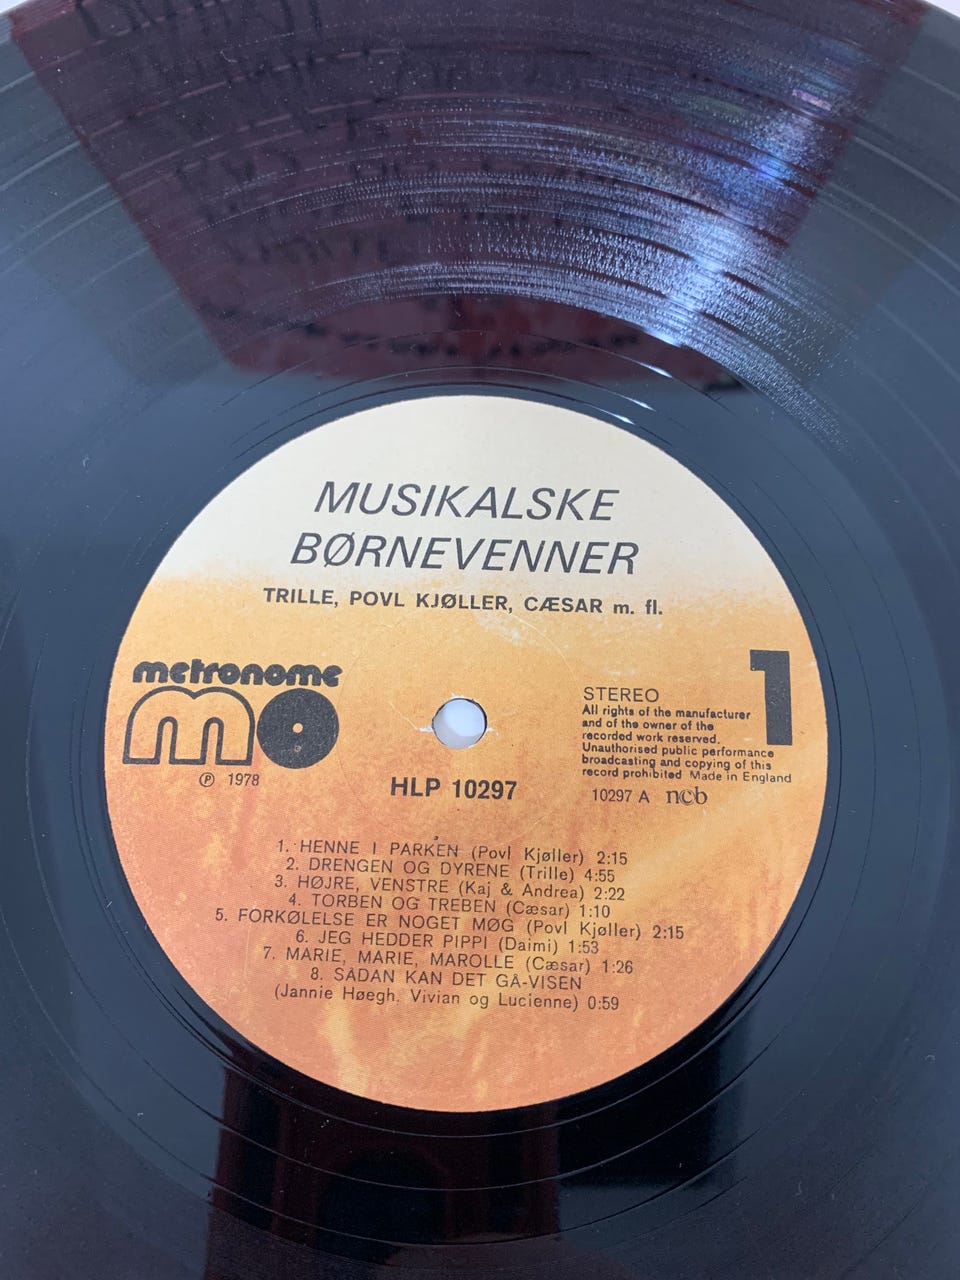 MUSIKALSKE
BØRNEVENNER
TRILLE, POVL KJØLLER, CÆSAR m. fl.
metronome
mo
℗ 1978
HLP 10297
1
STEREO
All rights of the manufacturer
and of the owner of the
recorded work reserved.
Unauthorised public performance
broadcasting and copying of this
record prohibited Made in England
10297 A ncb
1. HENNE I PARKEN (Povl Kjøller) 2:15
2. DRENGEN OG DYRENE (Trille) 4:55
3. HØJRE, VENSTRE (Kaj & Andrea) 2:22
4. TORBEN OG TREBEN (Cæsar) 1:10
5. FORKØLELSE ER NOGET MØG (Povl Kjøller) 2:15
6. JEG HEDDER PIPPI (Daimi) 1:53
7. MARIE, MARIE, MAROLLE (Cæsar) 1:26
8. SÅDAN KAN DET GÅ-VISEN
(Jannie Høegh. Vivian og Lucienne) 0:59